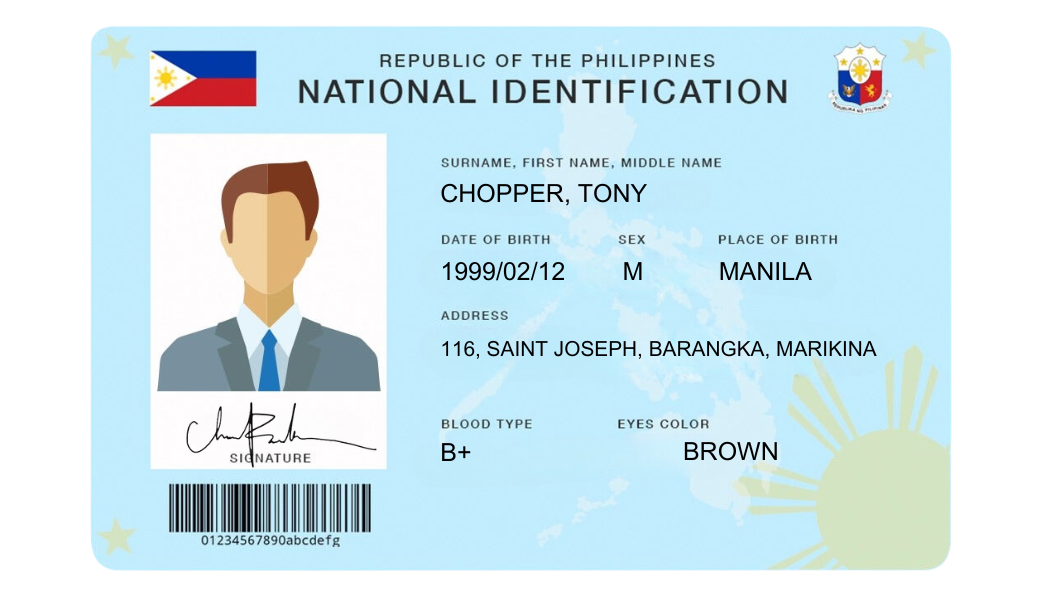 REPUBLIC OF THE PHILIPPINES
NATIONAL IDENTIFICATION
REPUBLIKA NG PILIPINAS
SURNAME, FIRST NAME, MIDDLE NAME
CHOPPER, TONY
DATE OF BIRTH SEX PLACE OF BIRTH
1999/02/12 M MANILA
ADDRESS
116, SAINT JOSEPH, BARANGKA, MARIKINA
BLOOD TYPE EYES COLOR
B+ BROWN
SIGNATURE
01234567890abcdefg